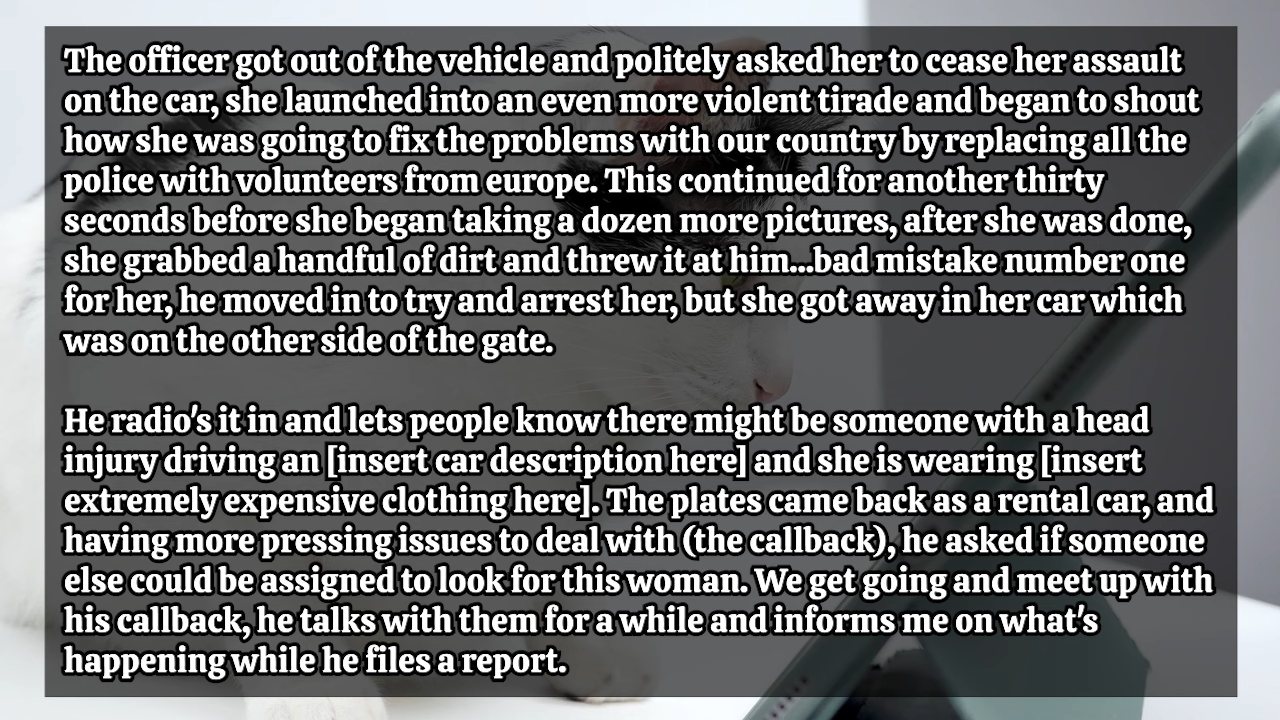 The officer got out of the vehicle and politely asked her to cease her assault
on the car, she launched into an even more violent tirade and began to shout
how she was going to fix the problems with our country by replacing all the
police with volunteers from europe. This continued for another thirty
seconds before she began taking a dozen more pictures, after she was done,
she grabbed a handful of dirt and threw it at him...bad mistake number one
for her, he moved in to try and arrest her, but she got away in her car which
was on the other side of the gate.
He radio's it in and lets people know there might be someone with a head
injury driving an [insert car description here] and she is wearing [insert
extremely expensive clothing here]. The plates came back as a rental car, and
having more pressing issues to deal with (the callback), he asked if someone
else could be assigned to look for this woman. We get going and meet up with
his callback, he talks with them for a while and informs me on what's
happening while he files a report.